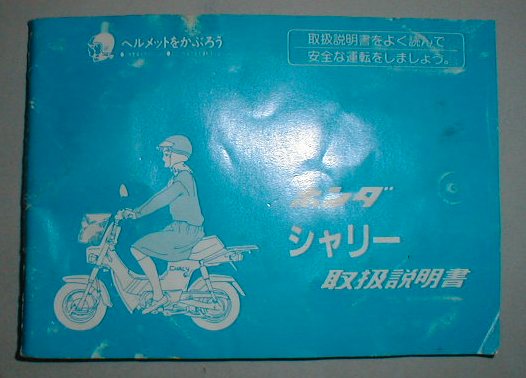 ヘルメットをかぶろう
取扱説明書をよく読んで
安全な運転をしましょう。
ホンダ
シャリー
取扱説明書
Chaly